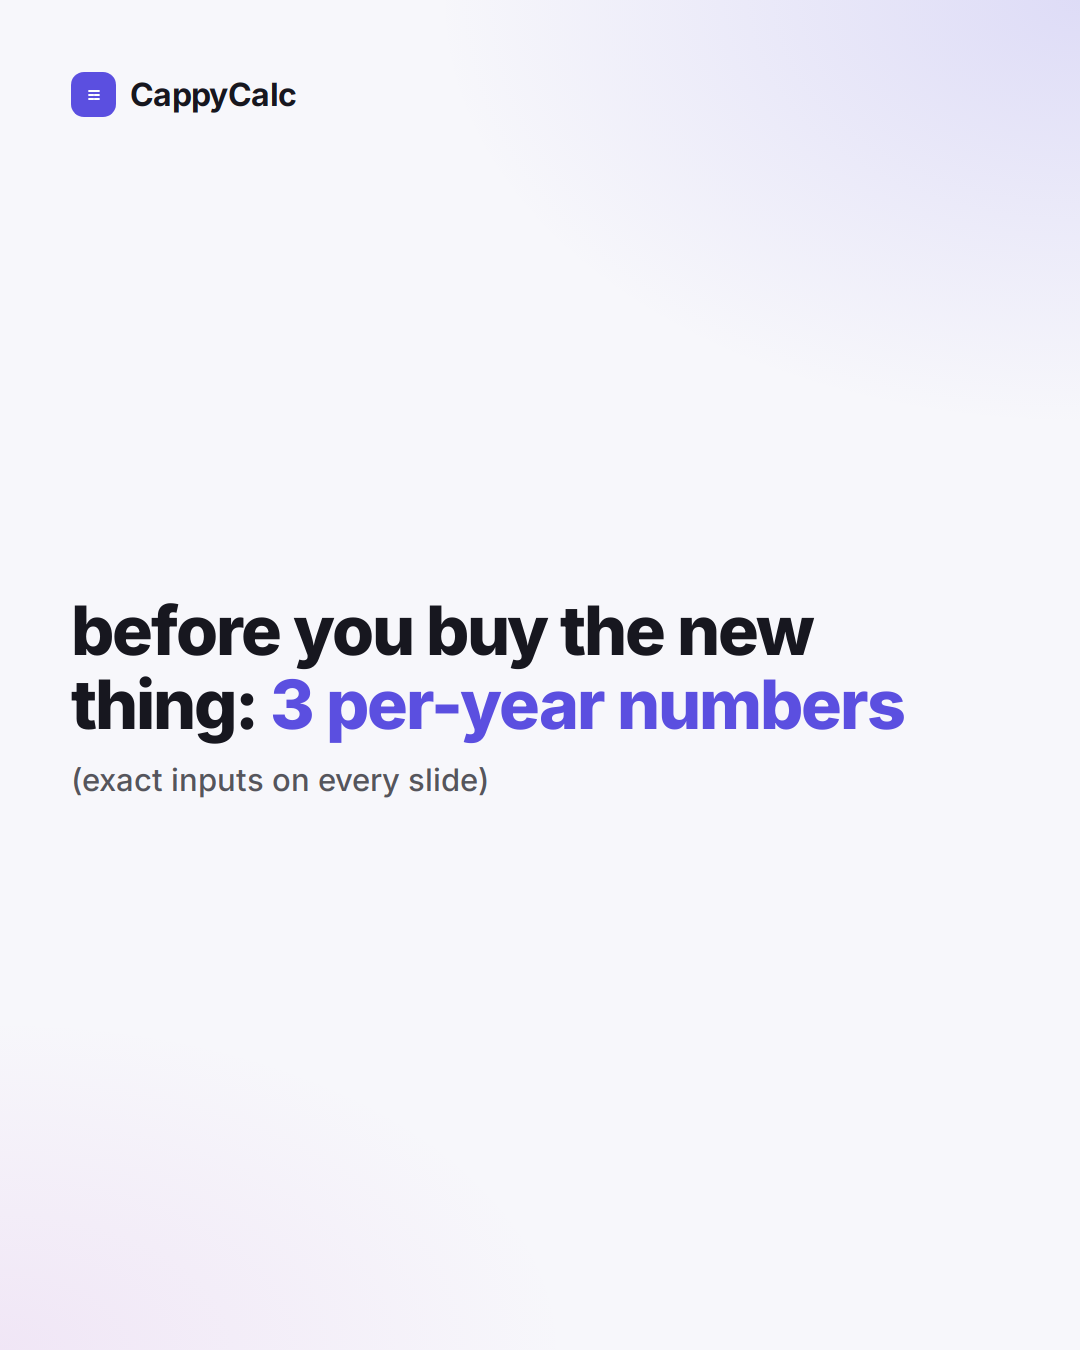 CappyCalc
before you buy the new
thing: 3 per-year numbers
(exact inputs on every slide)